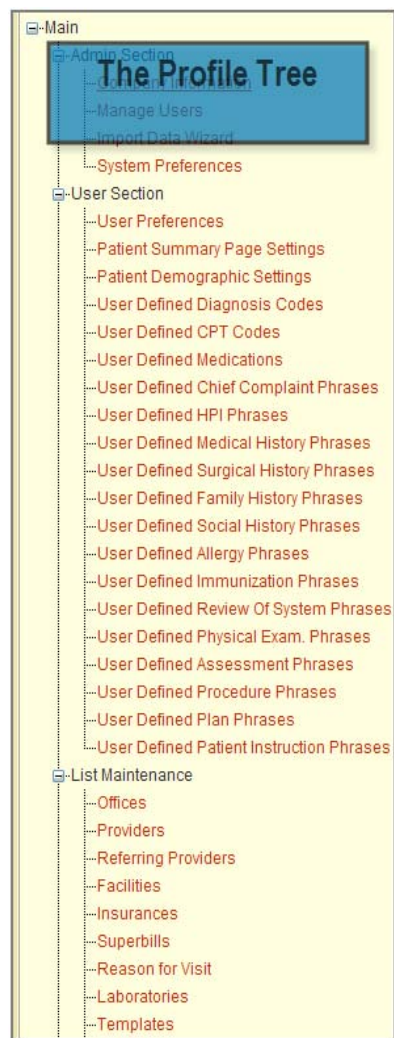 Main
Admin Section
The Profile Tree
Company Information
Manage Users
Import Data Wizard
System Preferences
User Section
User Preferences
Patient Summary Page Settings
Patient Demographic Settings
User Defined Diagnosis Codes
User Defined CPT Codes
User Defined Medications
User Defined Chief Complaint Phrases
User Defined HPI Phrases
User Defined Medical History Phrases
User Defined Surgical History Phrases
User Defined Family History Phrases
User Defined Social History Phrases
User Defined Allergy Phrases
User Defined Immunization Phrases
User Defined Review Of System Phrases
User Defined Physical Exam. Phrases
User Defined Assessment Phrases
User Defined Procedure Phrases
User Defined Plan Phrases
User Defined Patient Instruction Phrases
List Maintenance
Offices
Providers
Referring Providers
Facilities
Insurances
Superbills
Reason for Visit
Laboratories
Templates